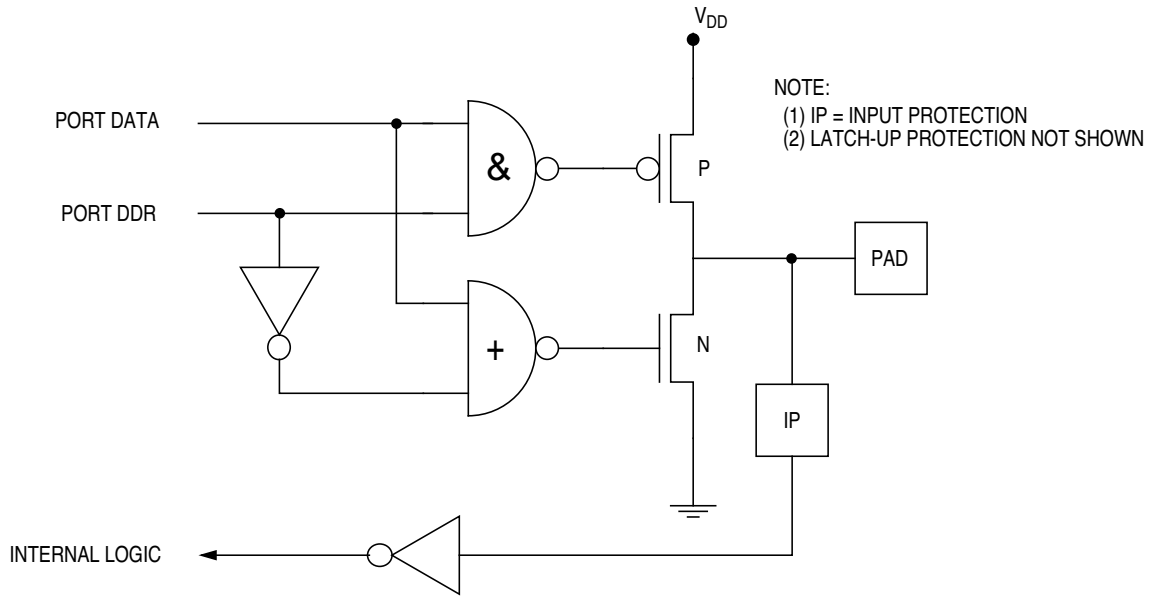 V_DD
NOTE:
(1) IP = INPUT PROTECTION
(2) LATCH-UP PROTECTION NOT SHOWN
PORT DATA
&
P
PORT DDR
PAD
+
N
IP
INTERNAL LOGIC